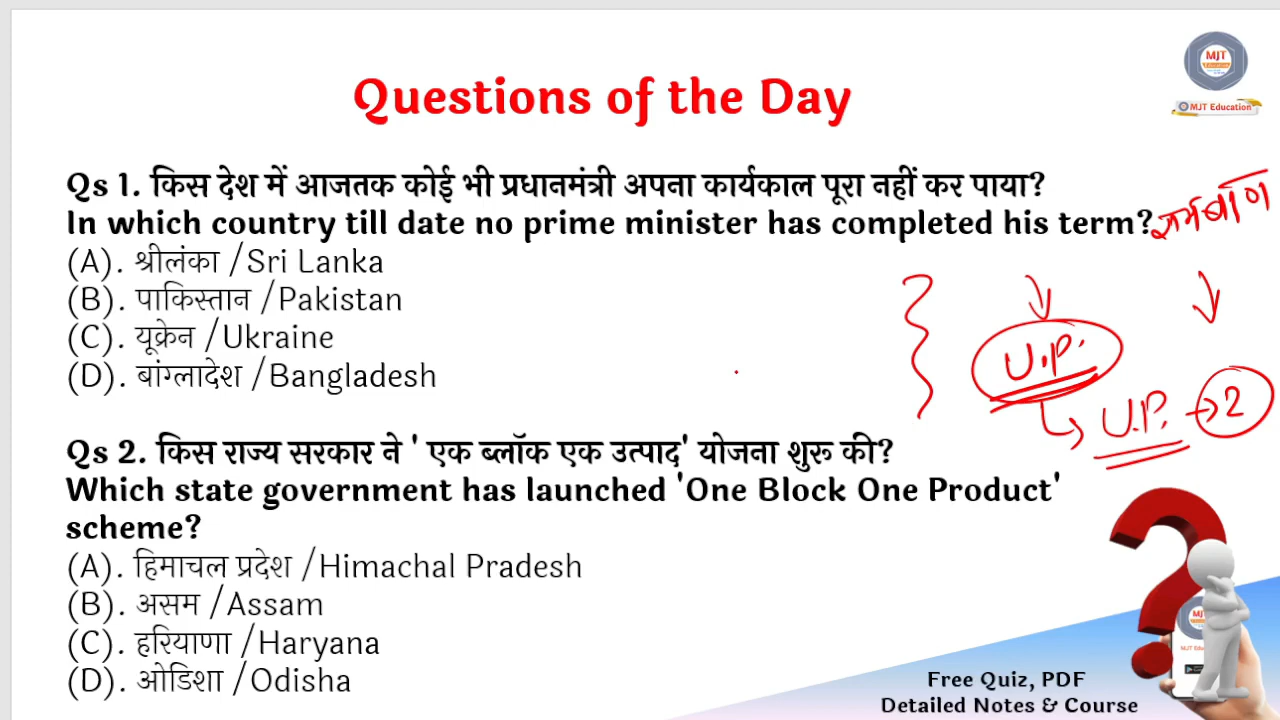 MJT
Education
MJT Education
Questions of the Day
Qs 1. किस देश में आजतक कोई भी प्रधानमंत्री अपना कार्यकाल पूरा नहीं कर पाया?
In which country till date no prime minister has completed his term?
(A). श्रीलंका /Sri Lanka
(B). पाकिस्तान /Pakistan
(C). यूक्रेन /Ukraine
(D). बांग्लादेश /Bangladesh
U.P.
U.P. → 2
Qs 2. किस राज्य सरकार ने ' एक ब्लॉक एक उत्पाद' योजना शुरू की?
Which state government has launched 'One Block One Product'
scheme?
(A). हिमाचल प्रदेश /Himachal Pradesh
(B). असम /Assam
(C). हरियाणा /Haryana
(D). ओडिशा /Odisha
MJT
Free Quiz, PDF
Detailed Notes & Course